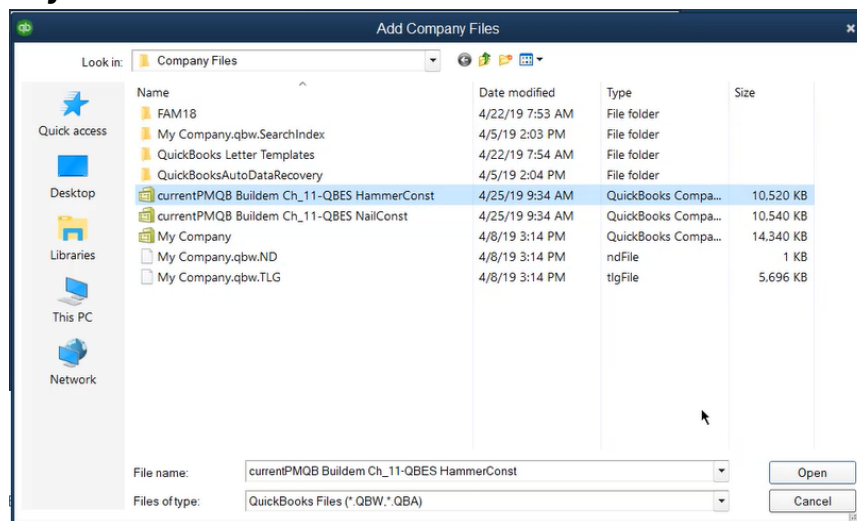 qb Add Company Files
Look in: Company Files
Name Date modified Type Size
FAM18 4/22/19 7:53 AM File folder
My Company.qbw.SearchIndex 4/5/19 2:03 PM File folder
QuickBooks Letter Templates 4/22/19 7:54 AM File folder
QuickBooksAutoDataRecovery 4/5/19 2:04 PM File folder
currentPMQB Buildem Ch_11-QBES HammerConst 4/25/19 9:34 AM QuickBooks Compa... 10,520 KB
currentPMQB Buildem Ch_11-QBES NailConst 4/25/19 9:34 AM QuickBooks Compa... 10,540 KB
My Company 4/8/19 3:14 PM QuickBooks Compa... 14,340 KB
My Company.qbw.ND 4/8/19 3:14 PM ndFile 1 KB
My Company.qbw.TLG 4/8/19 3:14 PM tlgFile 5,696 KB
Quick access
Desktop
Libraries
This PC
Network
File name: currentPMQB Buildem Ch_11-QBES HammerConst Open
Files of type: QuickBooks Files (*.QBW,*.QBA) Cancel